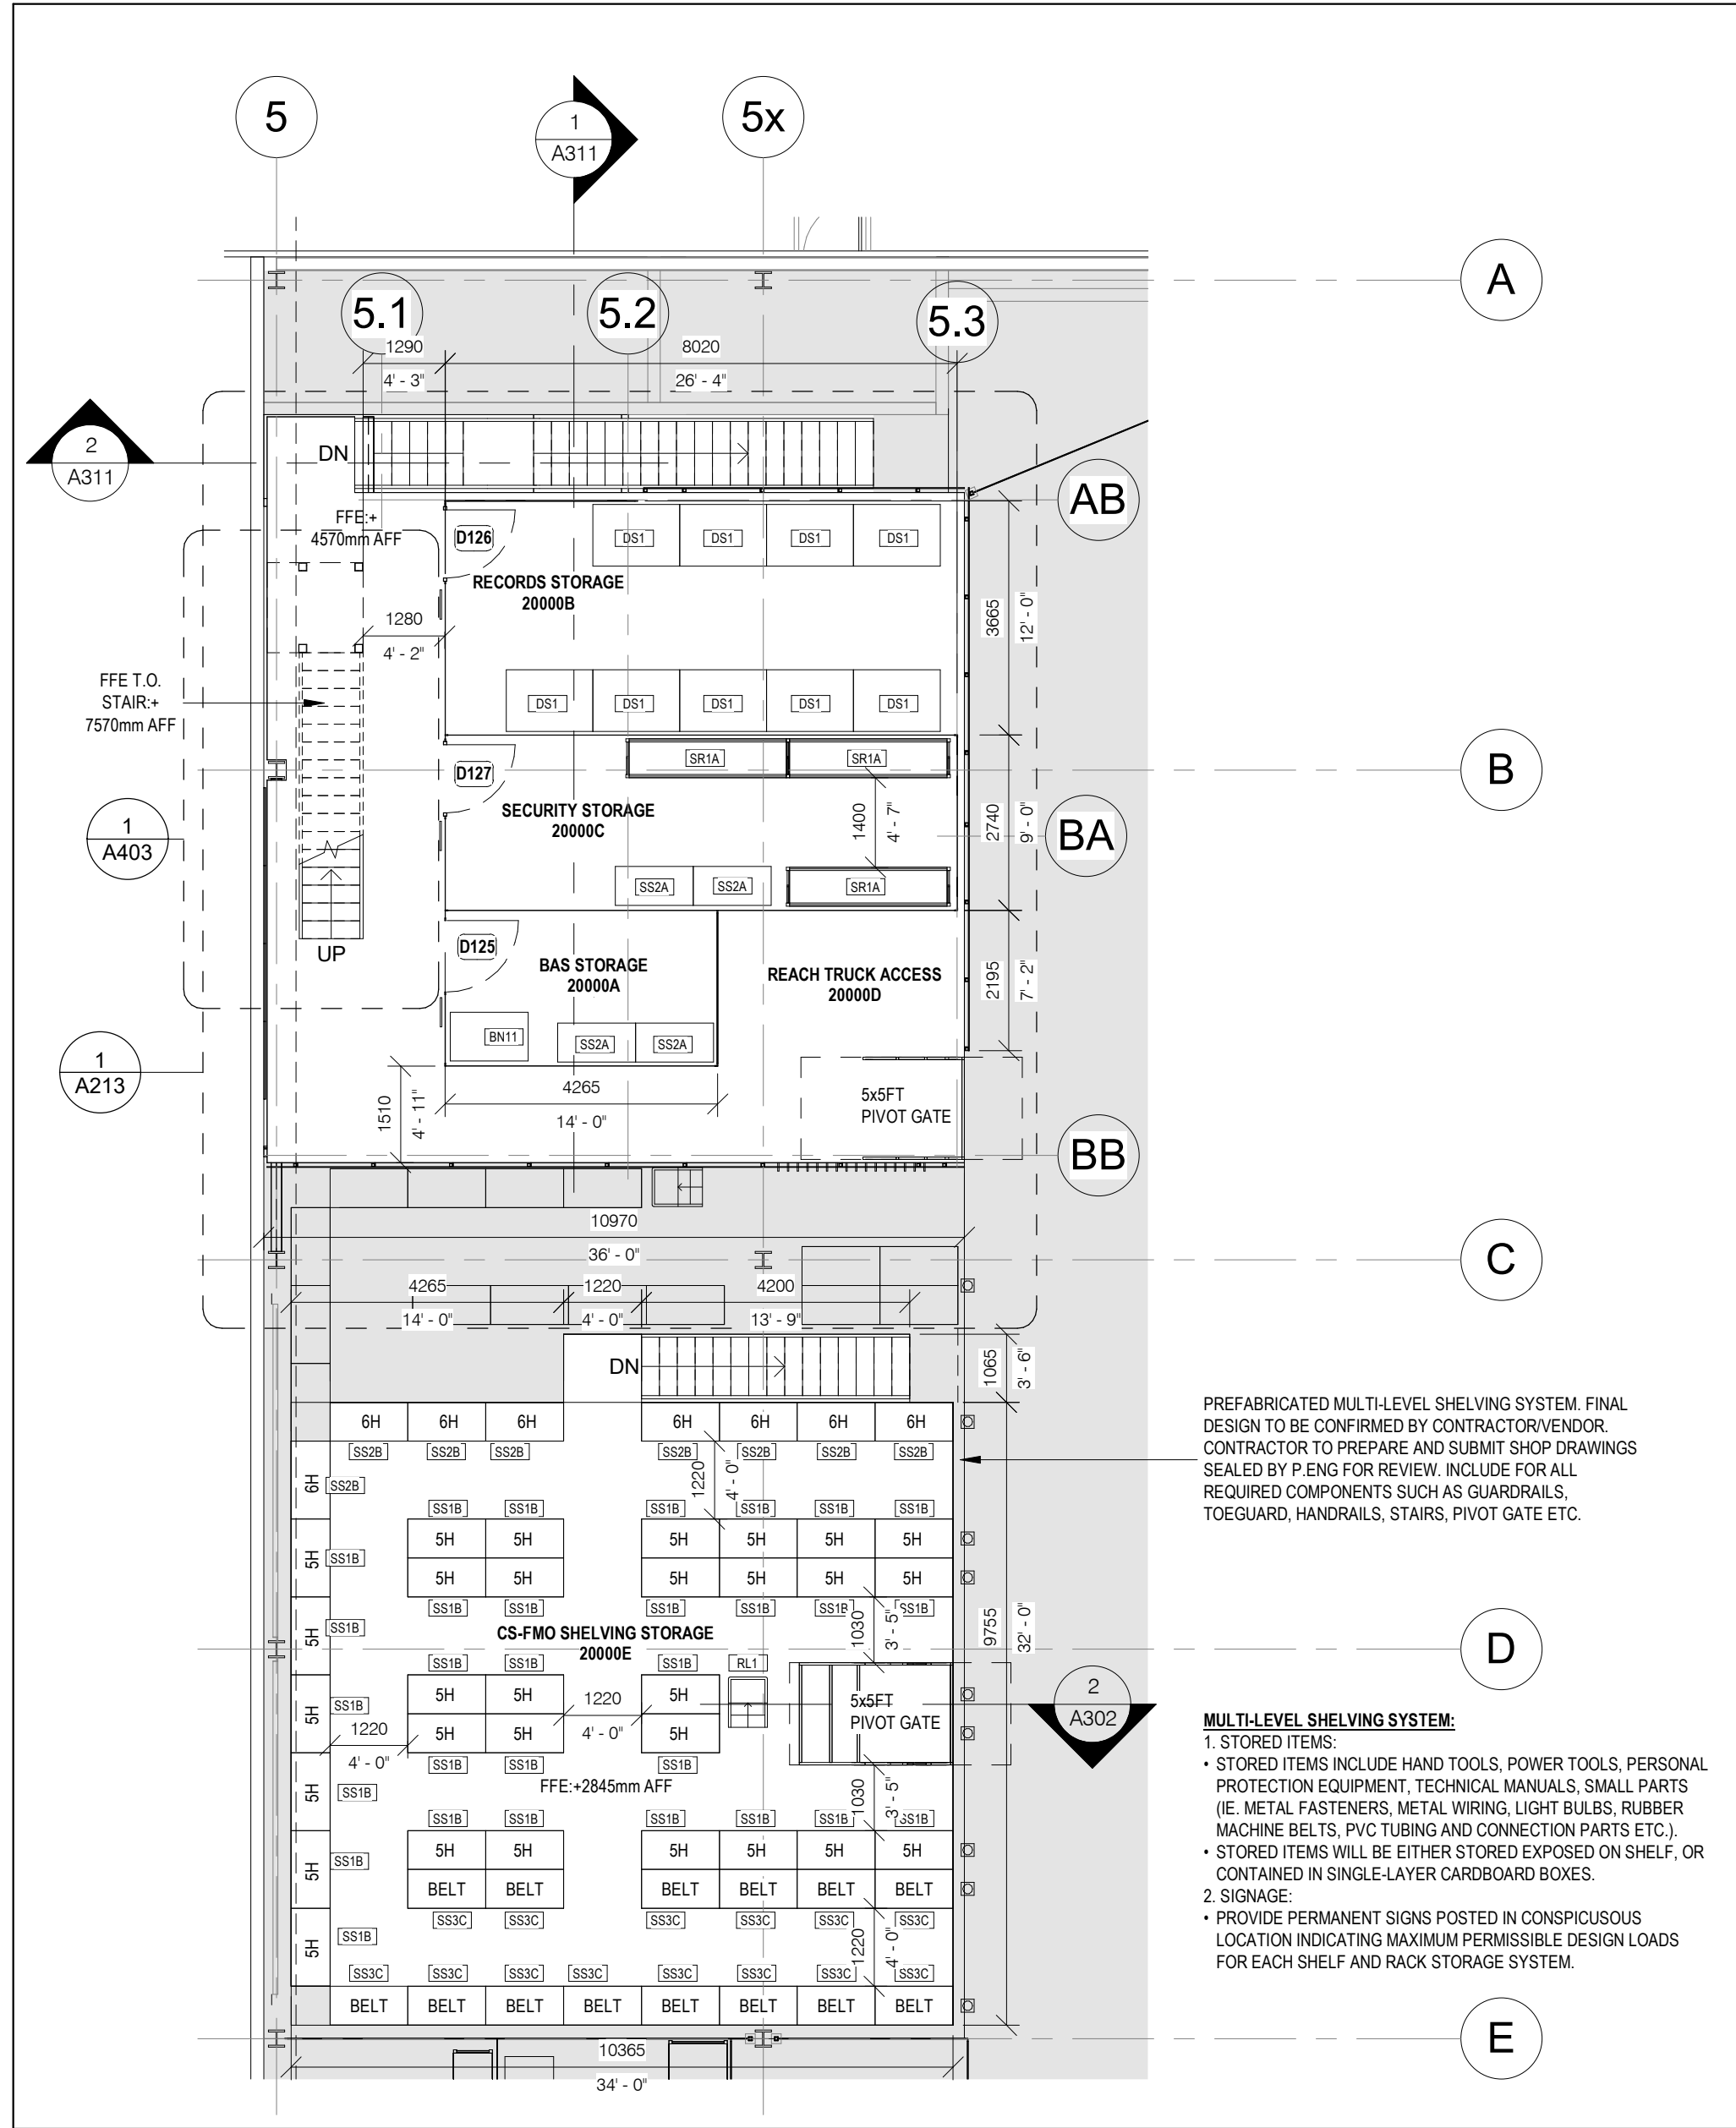 5
1
A311
5x
A
5.1
5.2
5.3
1290
8020
4' - 3"
26' - 4"
2
A311
DN
AB
FFE:+
4570mm AFF
D126
DS1 DS1 DS1 DS1
RECORDS STORAGE
20000B
1280
4' - 2"
3665
12' - 0"
FFE T.O.
STAIR:+
7570mm AFF
DS1 DS1 DS1 DS1 DS1
SR1A SR1A
D127
B
SECURITY STORAGE
20000C
1400
4' - 7"
2740
9' - 0"
BA
1
A403
SS2A SS2A SR1A
D125
UP
BAS STORAGE
20000A
REACH TRUCK ACCESS
20000D
2195
7' - 2"
BN11 SS2A SS2A
1
A213
4265
14' - 0"
1510
4' - 11"
5x5FT
PIVOT GATE
BB
10970
36' - 0"
C
4265 1220 4200
14' - 0" 4' - 0" 13' - 9"
DN
1065
3' - 6"
6H 6H 6H 6H 6H 6H 6H
SS2B SS2B SS2B SS2B SS2B SS2B SS2B
6H SS2B
1220
4' - 0"
SS1B SS1B SS1B SS1B SS1B SS1B
5H 5H 5H 5H 5H 5H
5H SS1B
5H 5H 5H 5H 5H 5H
SS1B SS1B SS1B SS1B SS1B SS1B
5H SS1B
CS-FMO SHELVING STORAGE
20000E
1030
3' - 5"
9755
32' - 0"
D
SS1B SS1B SS1B RL1
5H 5H 5H
5H SS1B
1220
4' - 0"
1220
4' - 0"
5H 5H 5H
SS1B SS1B SS1B
5x5FT
PIVOT GATE
2
A302
FFE:+2845mm AFF
5H SS1B
1030
3' - 5"
SS1B SS1B SS1B SS1B SS1B SS1B
5H 5H 5H 5H 5H 5H
5H SS1B
BELT BELT BELT BELT BELT BELT
SS3C SS3C SS3C SS3C SS3C SS3C
5H SS1B
1220
4' - 0"
SS3C SS3C SS3C SS3C SS3C SS3C SS3C SS3C
BELT BELT BELT BELT BELT BELT BELT BELT
E
10365
34' - 0"
PREFABRICATED MULTI-LEVEL SHELVING SYSTEM. FINAL
DESIGN TO BE CONFIRMED BY CONTRACTOR/VENDOR.
CONTRACTOR TO PREPARE AND SUBMIT SHOP DRAWINGS
SEALED BY P.ENG FOR REVIEW. INCLUDE FOR ALL
REQUIRED COMPONENTS SUCH AS GUARDRAILS,
TOEGUARD, HANDRAILS, STAIRS, PIVOT GATE ETC.
MULTI-LEVEL SHELVING SYSTEM:
1. STORED ITEMS:
• STORED ITEMS INCLUDE HAND TOOLS, POWER TOOLS, PERSONAL
PROTECTION EQUIPMENT, TECHNICAL MANUALS, SMALL PARTS
(IE. METAL FASTENERS, METAL WIRING, LIGHT BULBS, RUBBER
MACHINE BELTS, PVC TUBING AND CONNECTION PARTS ETC.).
• STORED ITEMS WILL BE EITHER STORED EXPOSED ON SHELF, OR
CONTAINED IN SINGLE-LAYER CARDBOARD BOXES.
2. SIGNAGE:
• PROVIDE PERMANENT SIGNS POSTED IN CONSPICUSOUS
LOCATION INDICATING MAXIMUM PERMISSIBLE DESIGN LOADS
FOR EACH SHELF AND RACK STORAGE SYSTEM.